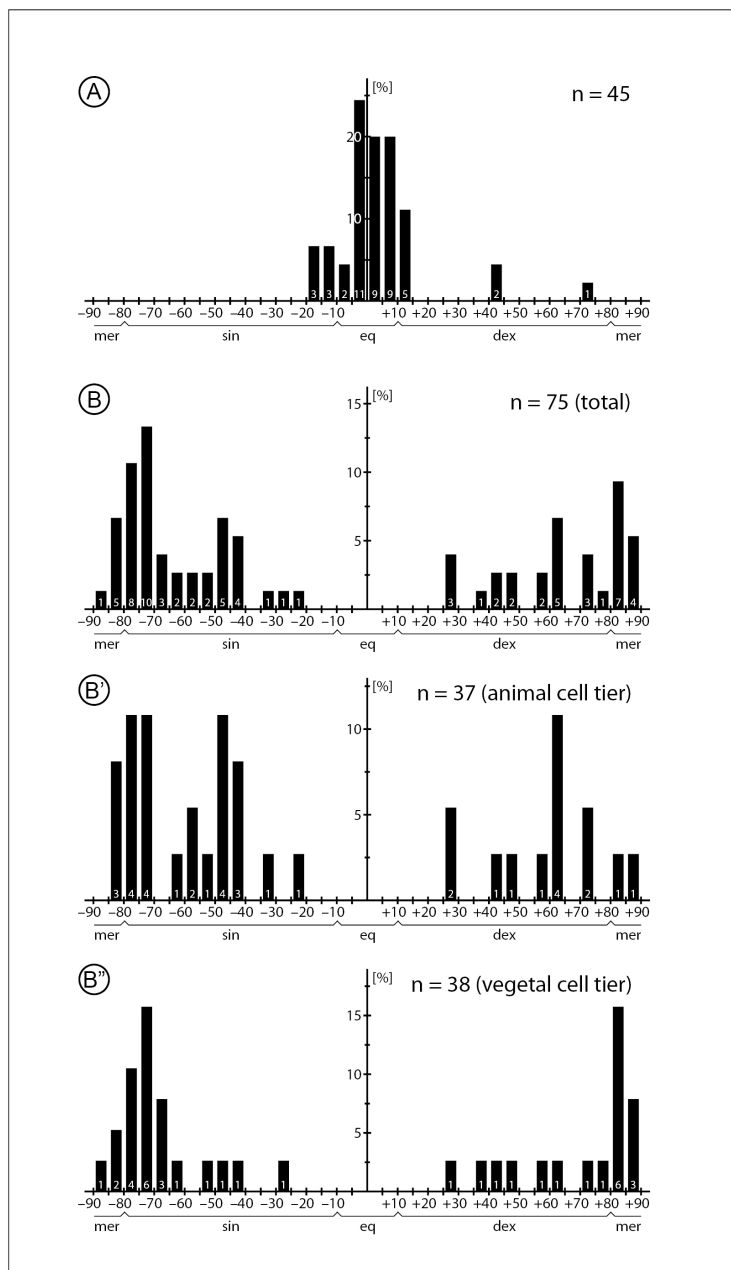 A
[%]
n = 45
20
10
3 3 2 11 9 9 5 2 1
–90 –80 –70 –60 –50 –40 –30 –20 –10 +10 +20 +30 +40 +50 +60 +70 +80 +90
mer sin eq dex mer
B
[%]
n = 75 (total)
15
10
5
1 5 8 10 3 2 2 2 5 4 1 1 1 3 1 2 2 2 5 3 1 7 4
–90 –80 –70 –60 –50 –40 –30 –20 –10 +10 +20 +30 +40 +50 +60 +70 +80 +90
mer sin eq dex mer
B’
[%]
n = 37 (animal cell tier)
10
5
3 4 4 1 2 1 4 3 1 1 2 1 1 1 4 2 1 1
–90 –80 –70 –60 –50 –40 –30 –20 –10 +10 +20 +30 +40 +50 +60 +70 +80 +90
mer sin eq dex mer
B”
[%]
n = 38 (vegetal cell tier)
15
10
5
1 2 4 6 3 1 1 1 1 1 1 1 1 1 1 1 1 1 6 3
–90 –80 –70 –60 –50 –40 –30 –20 –10 +10 +20 +30 +40 +50 +60 +70 +80 +90
mer sin eq dex mer